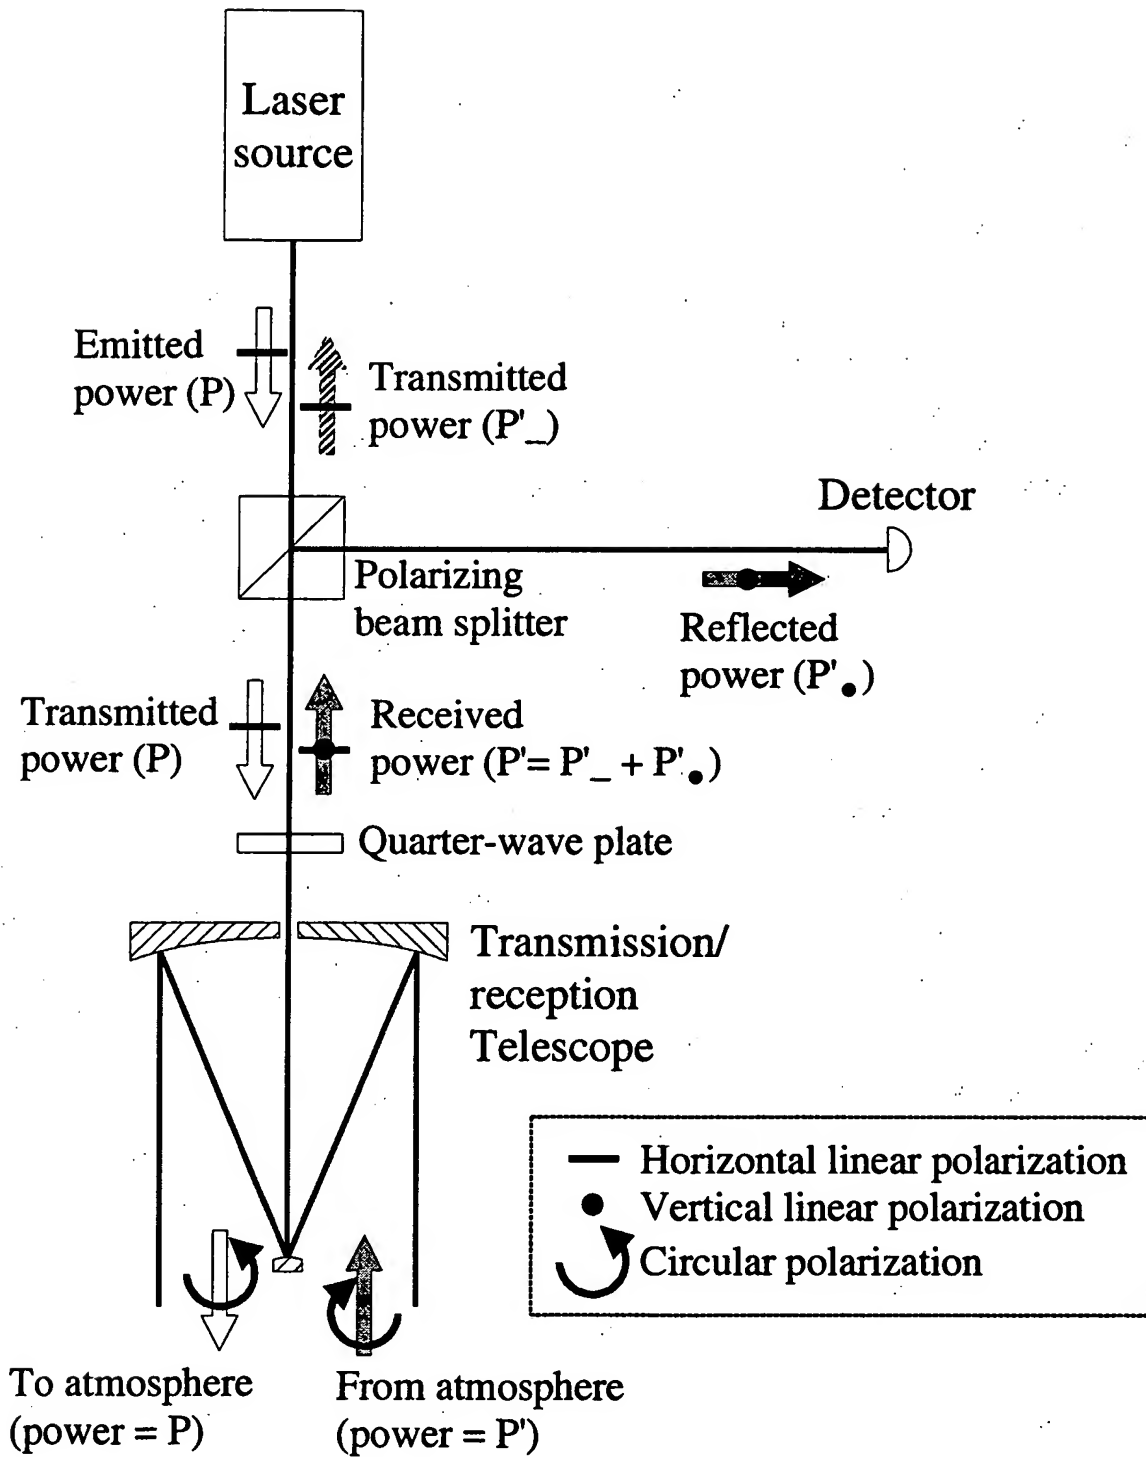 Laser
source
Emitted
power (P)
Transmitted
power (P'_)
Detector
Polarizing
beam splitter
Reflected
power (P'●)
Transmitted
power (P)
Received
power (P'= P'_ + P'●)
Quarter-wave plate
Transmission/
reception
Telescope
Horizontal linear polarization
Vertical linear polarization
Circular polarization
To atmosphere
(power = P)
From atmosphere
(power = P')